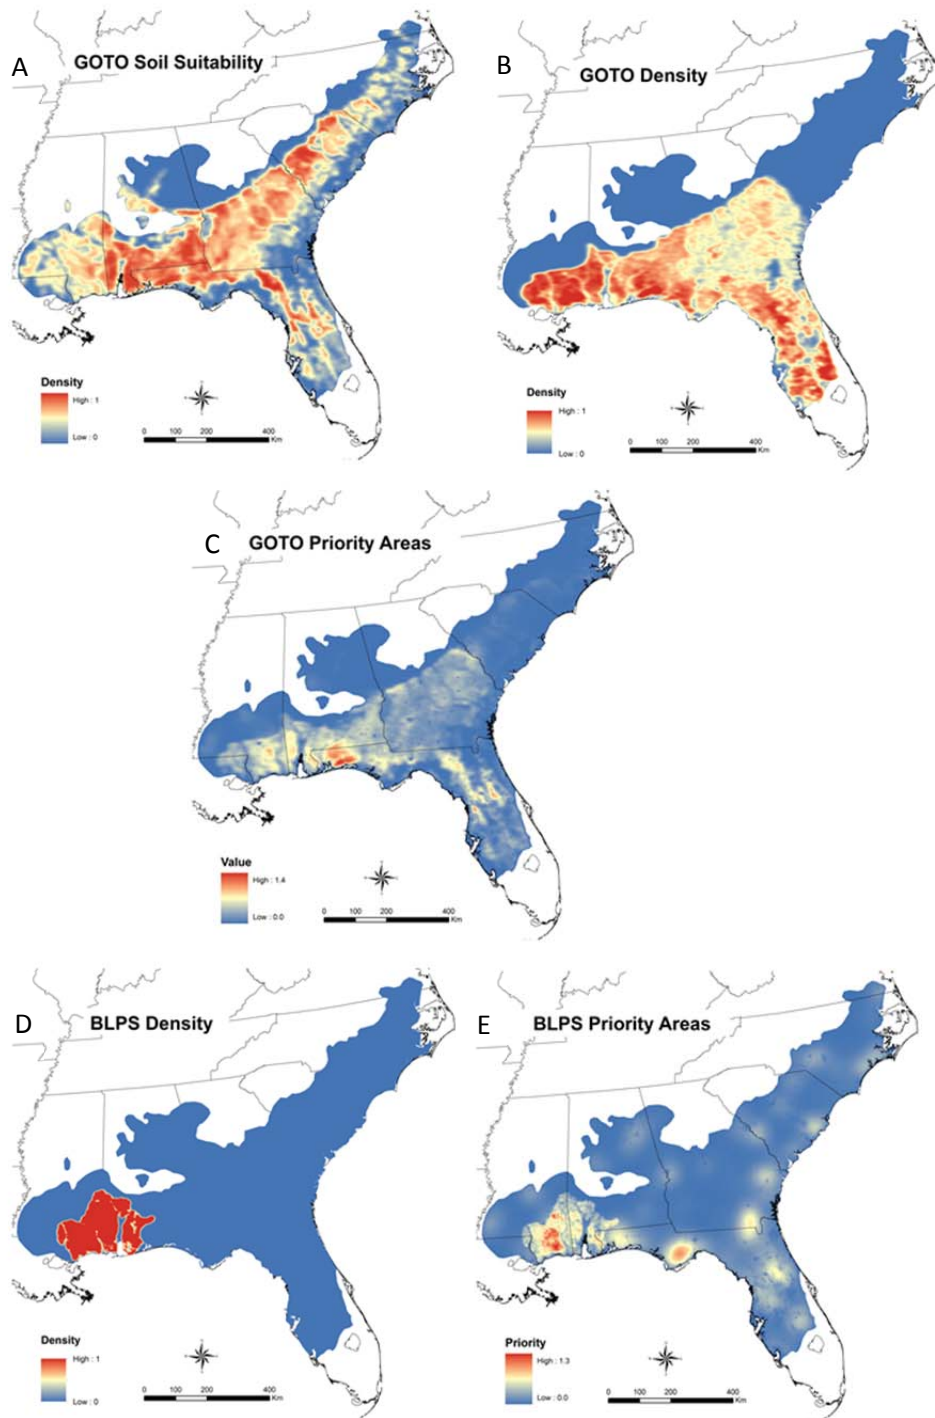 A
GOTO Soil Suitability
Density
High : 1
Low : 0
0 100 200 400
Km
B
GOTO Density
Density
High : 1
Low : 0
0 100 200 400
Km
C
GOTO Priority Areas
Value
High : 1.4
Low : 0.0
0 100 200 400
Km
D
BLPS Density
Density
High : 1
Low : 0
0 100 200 400
Km
E
BLPS Priority Areas
Priority
High : 1.3
Low : 0.0
0 100 200 400
Km